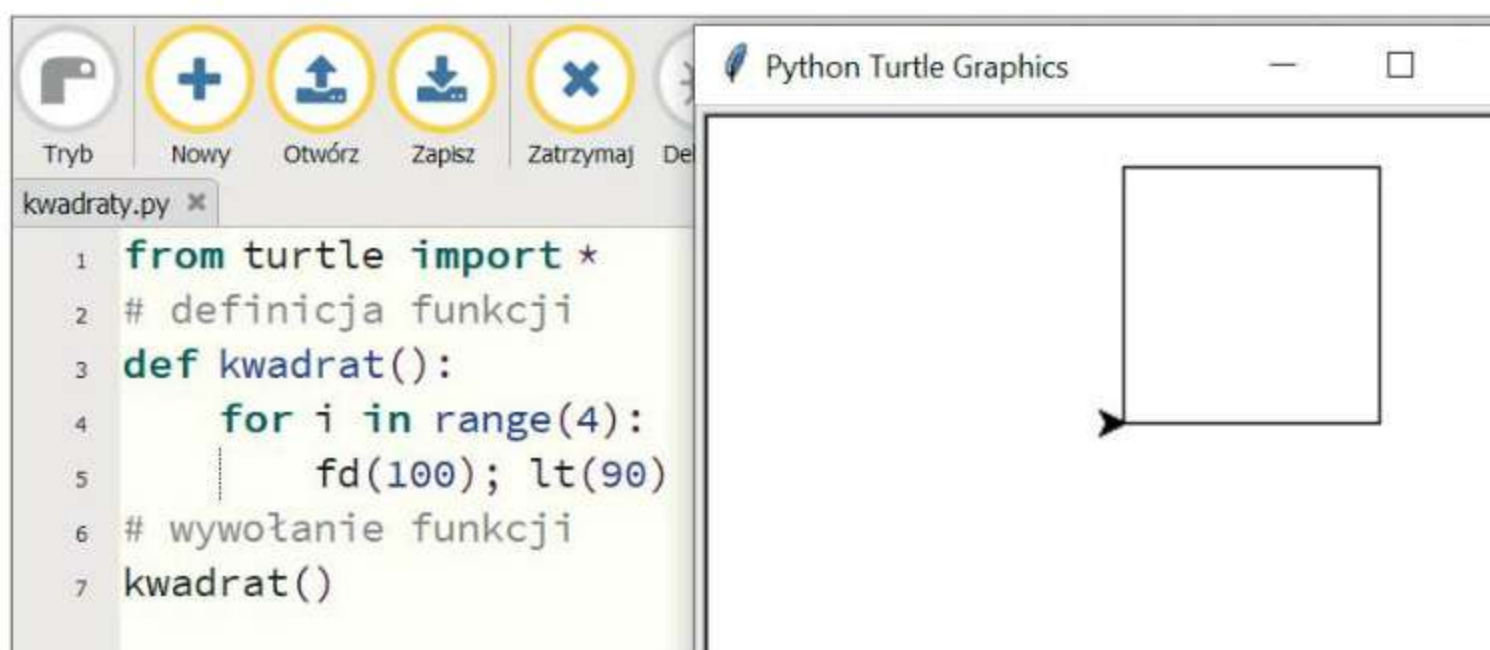 Python Turtle Graphics
Tryb Nowy Otwórz Zapisz Zatrzymaj De
kwadraty.py
1 from turtle import *
2 # definicja funkcji
3 def kwadrat():
4     for i in range(4):
5         fd(100); lt(90)
6 # wywołanie funkcji
7 kwadrat()